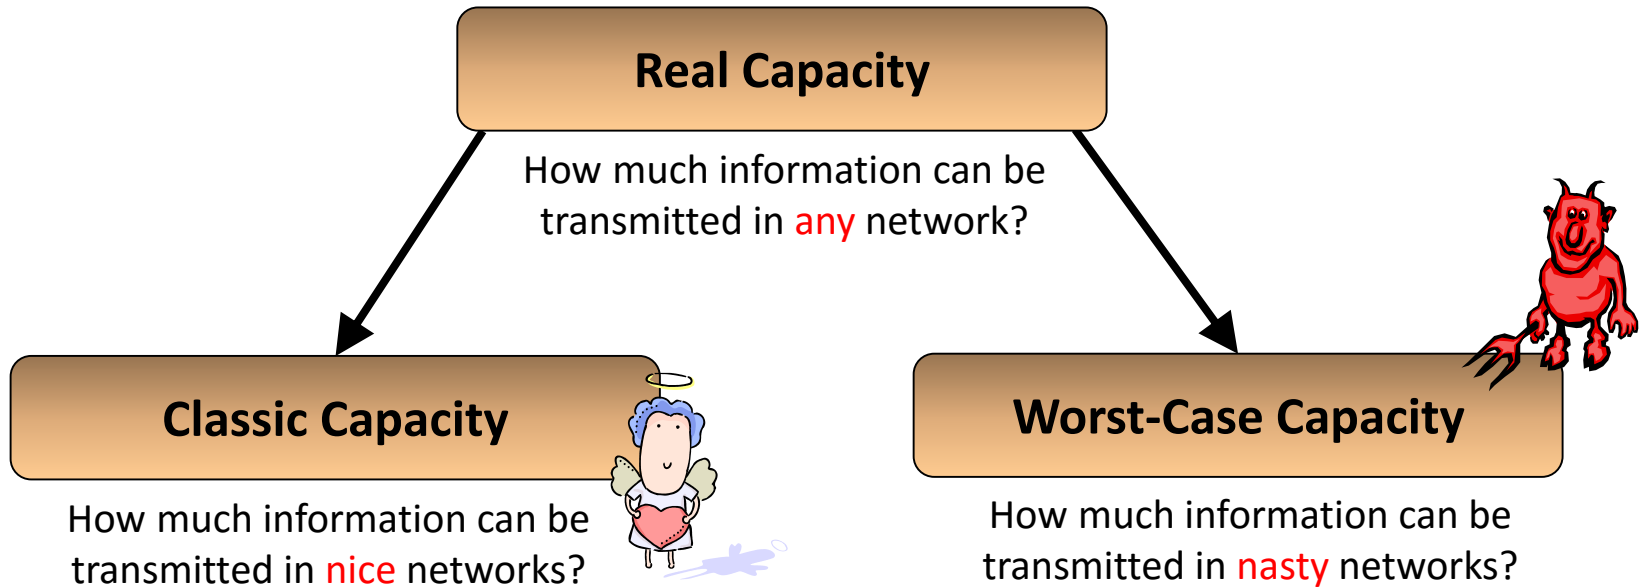 Real Capacity
How much information can be
transmitted in any network?
Classic Capacity
How much information can be
transmitted in nice networks?
Worst-Case Capacity
How much information can be
transmitted in nasty networks?